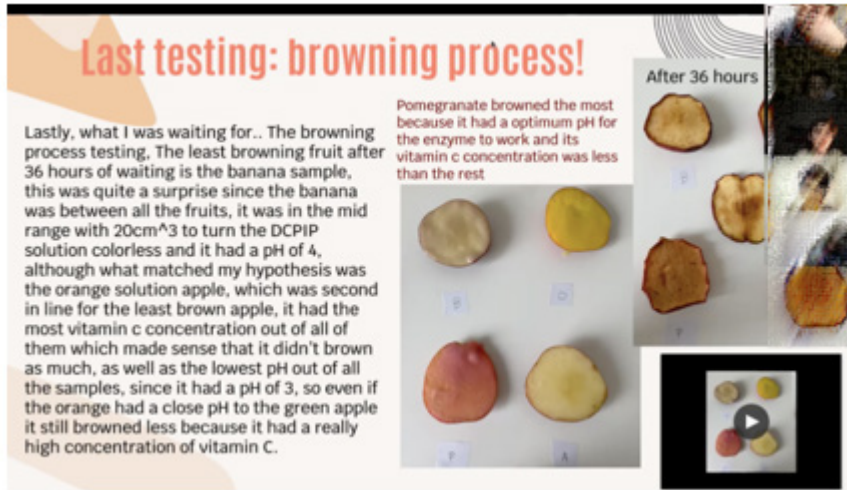 Last testing: browning process!
Lastly, what I was waiting for.. The browning
process testing, The least browning fruit after
36 hours of waiting is the banana sample,
this was quite a surprise since the banana
was between all the fruits, it was in the mid
range with 20cm^3 to turn the DCPIP
solution colorless and it had a pH of 4,
although what matched my hypothesis was
the orange solution apple, which was second
in line for the least brown apple, it had the
most vitamin c concentration out of all of
them which made sense that it didn't brown
as much, as well as the lowest pH out of all
the samples, since it had a pH of 3, so even if
the orange had a close pH to the green apple
it still browned less because it had a really
high concentration of vitamin C.
Pomegranate browned the most
because it had a optimum pH for
the enzyme to work and its
vitamin c concentration was less
than the rest
B
O
P
A
After 36 hours
B
P